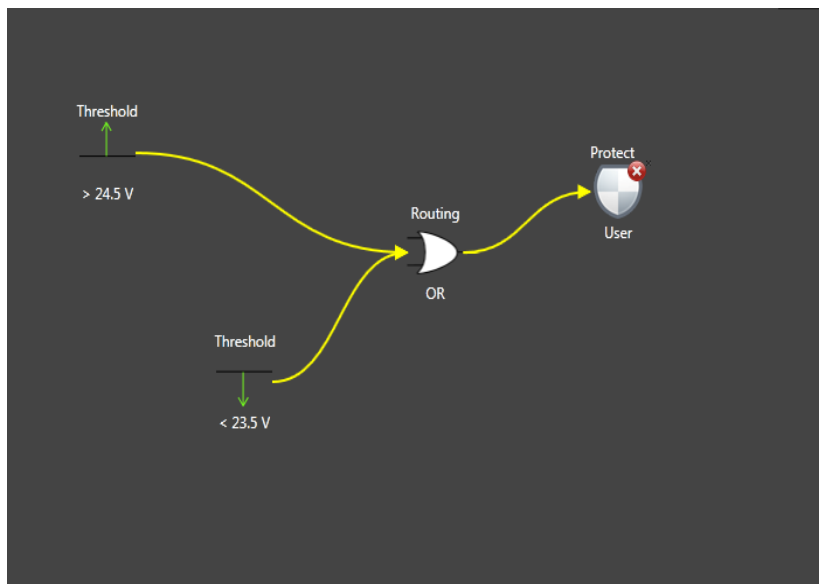 Threshold
> 24.5 V
Protect
User
Routing
OR
Threshold
< 23.5 V